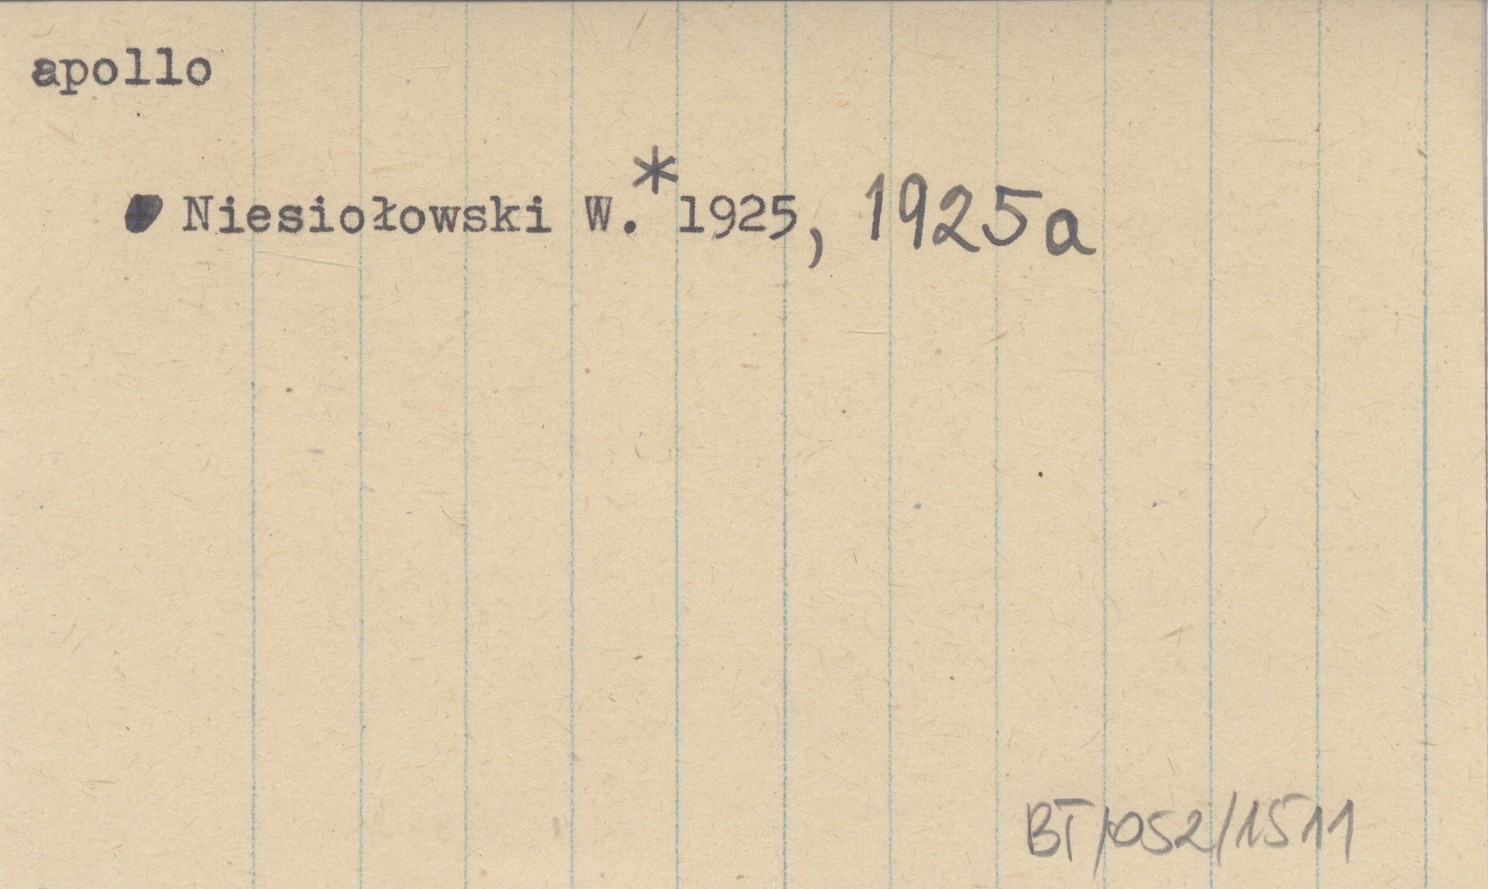 apollo
Niesiołowski W.* 1925, 1925a
BT/052/1511